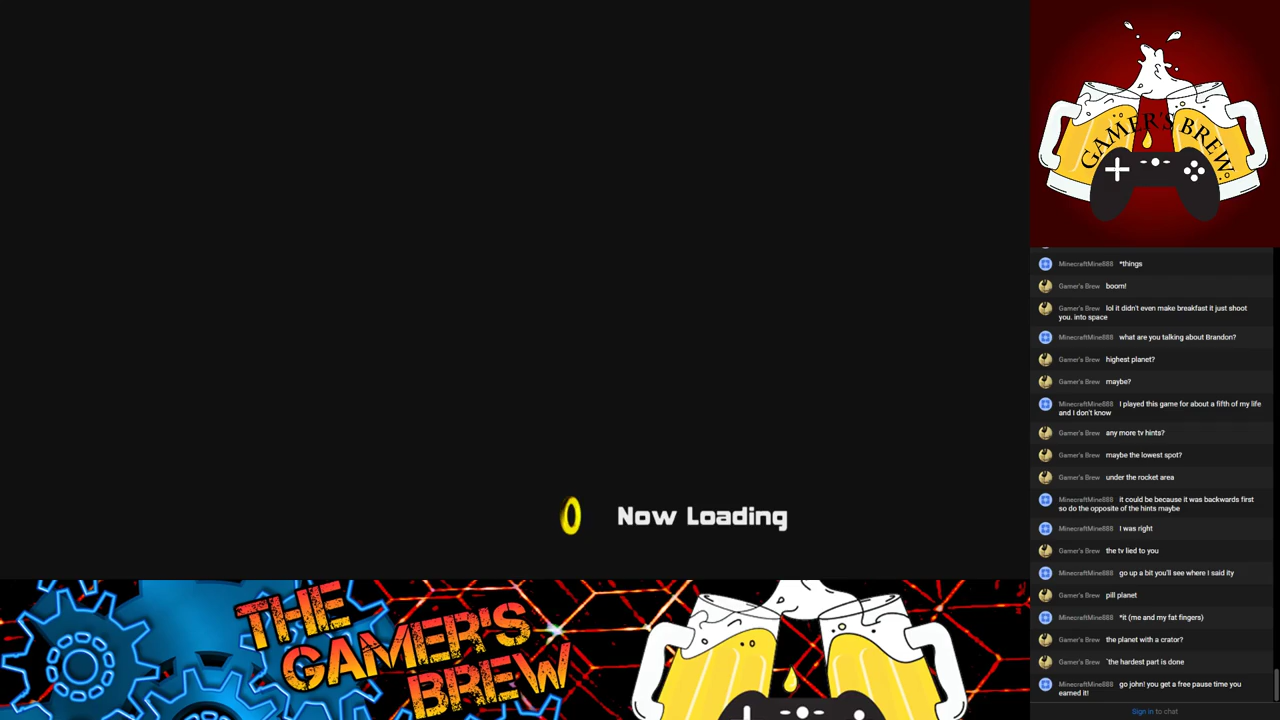 GAMER'S BREW
MinecraftMine888 *things
Gamer's Brew boom!
Gamer's Brew lol it didn't even make breakfast it just shoot
you. into space
MinecraftMine888 what are you talking about Brandon?
Gamer's Brew highest planet?
Gamer's Brew maybe?
MinecraftMine888 I played this game for about a fifth of my life
and I don't know
Gamer's Brew any more tv hints?
Gamer's Brew maybe the lowest spot?
Gamer's Brew under the rocket area
MinecraftMine888 it could be because it was backwards first
so do the opposite of the hints maybe
MinecraftMine888 I was right
Gamer's Brew the tv lied to you
MinecraftMine888 go up a bit you'll see where I said ity
Gamer's Brew pill planet
MinecraftMine888 *it (me and my fat fingers)
Gamer's Brew the planet with a crator?
Gamer's Brew `the hardest part is done
MinecraftMine888 go john! you get a free pause time you
earned it!
Sign in to chat
Now Loading
THE
GAMER'S
BREW